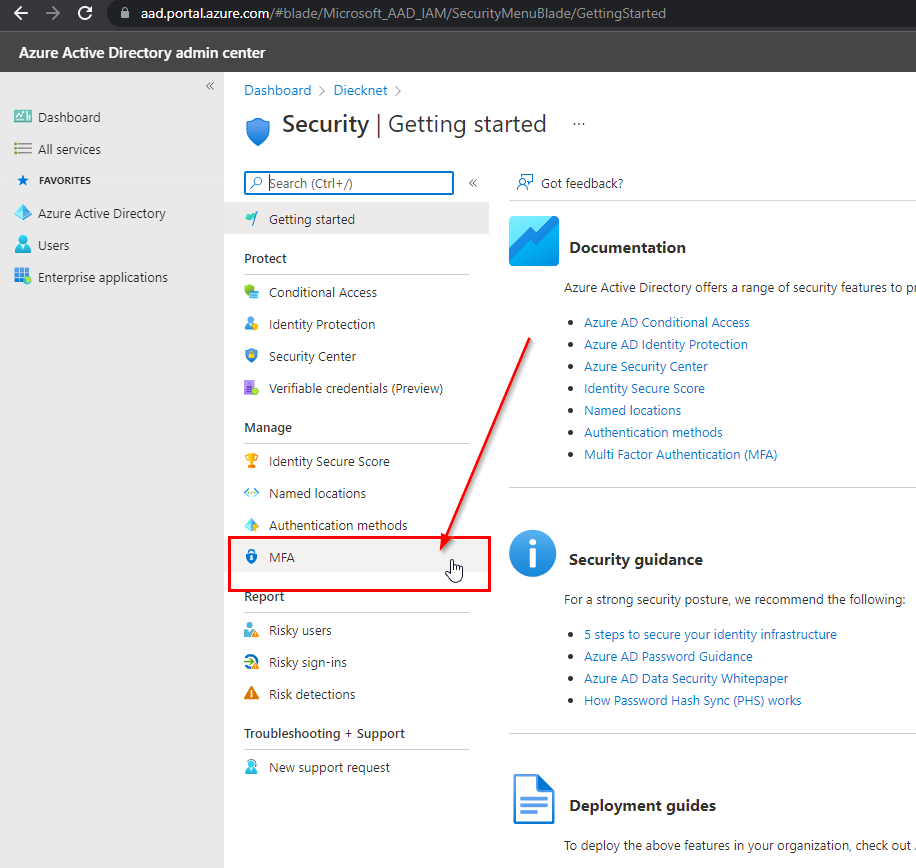 aad.portal.azure.com/#blade/Microsoft_AAD_IAM/SecurityMenuBlade/GettingStarted
Azure Active Directory admin center
«
Dashboard
All services
FAVORITES
Azure Active Directory
Users
Enterprise applications
Dashboard > Diecknet >
Security | Getting started ...
Search (Ctrl+/)
«
Getting started
Protect
Conditional Access
Identity Protection
Security Center
Verifiable credentials (Preview)
Manage
Identity Secure Score
Named locations
Authentication methods
MFA
Report
Risky users
Risky sign-ins
Risk detections
Troubleshooting + Support
New support request
Got feedback?
Documentation
Azure Active Directory offers a range of security features to pr
• Azure AD Conditional Access
• Azure AD Identity Protection
• Azure Security Center
• Identity Secure Score
• Named locations
• Authentication methods
• Multi Factor Authentication (MFA)
Security guidance
For a strong security posture, we recommend the following:
• 5 steps to secure your identity infrastructure
• Azure AD Password Guidance
• Azure AD Data Security Whitepaper
• How Password Hash Sync (PHS) works
Deployment guides
To deploy the above features in your organization, check out